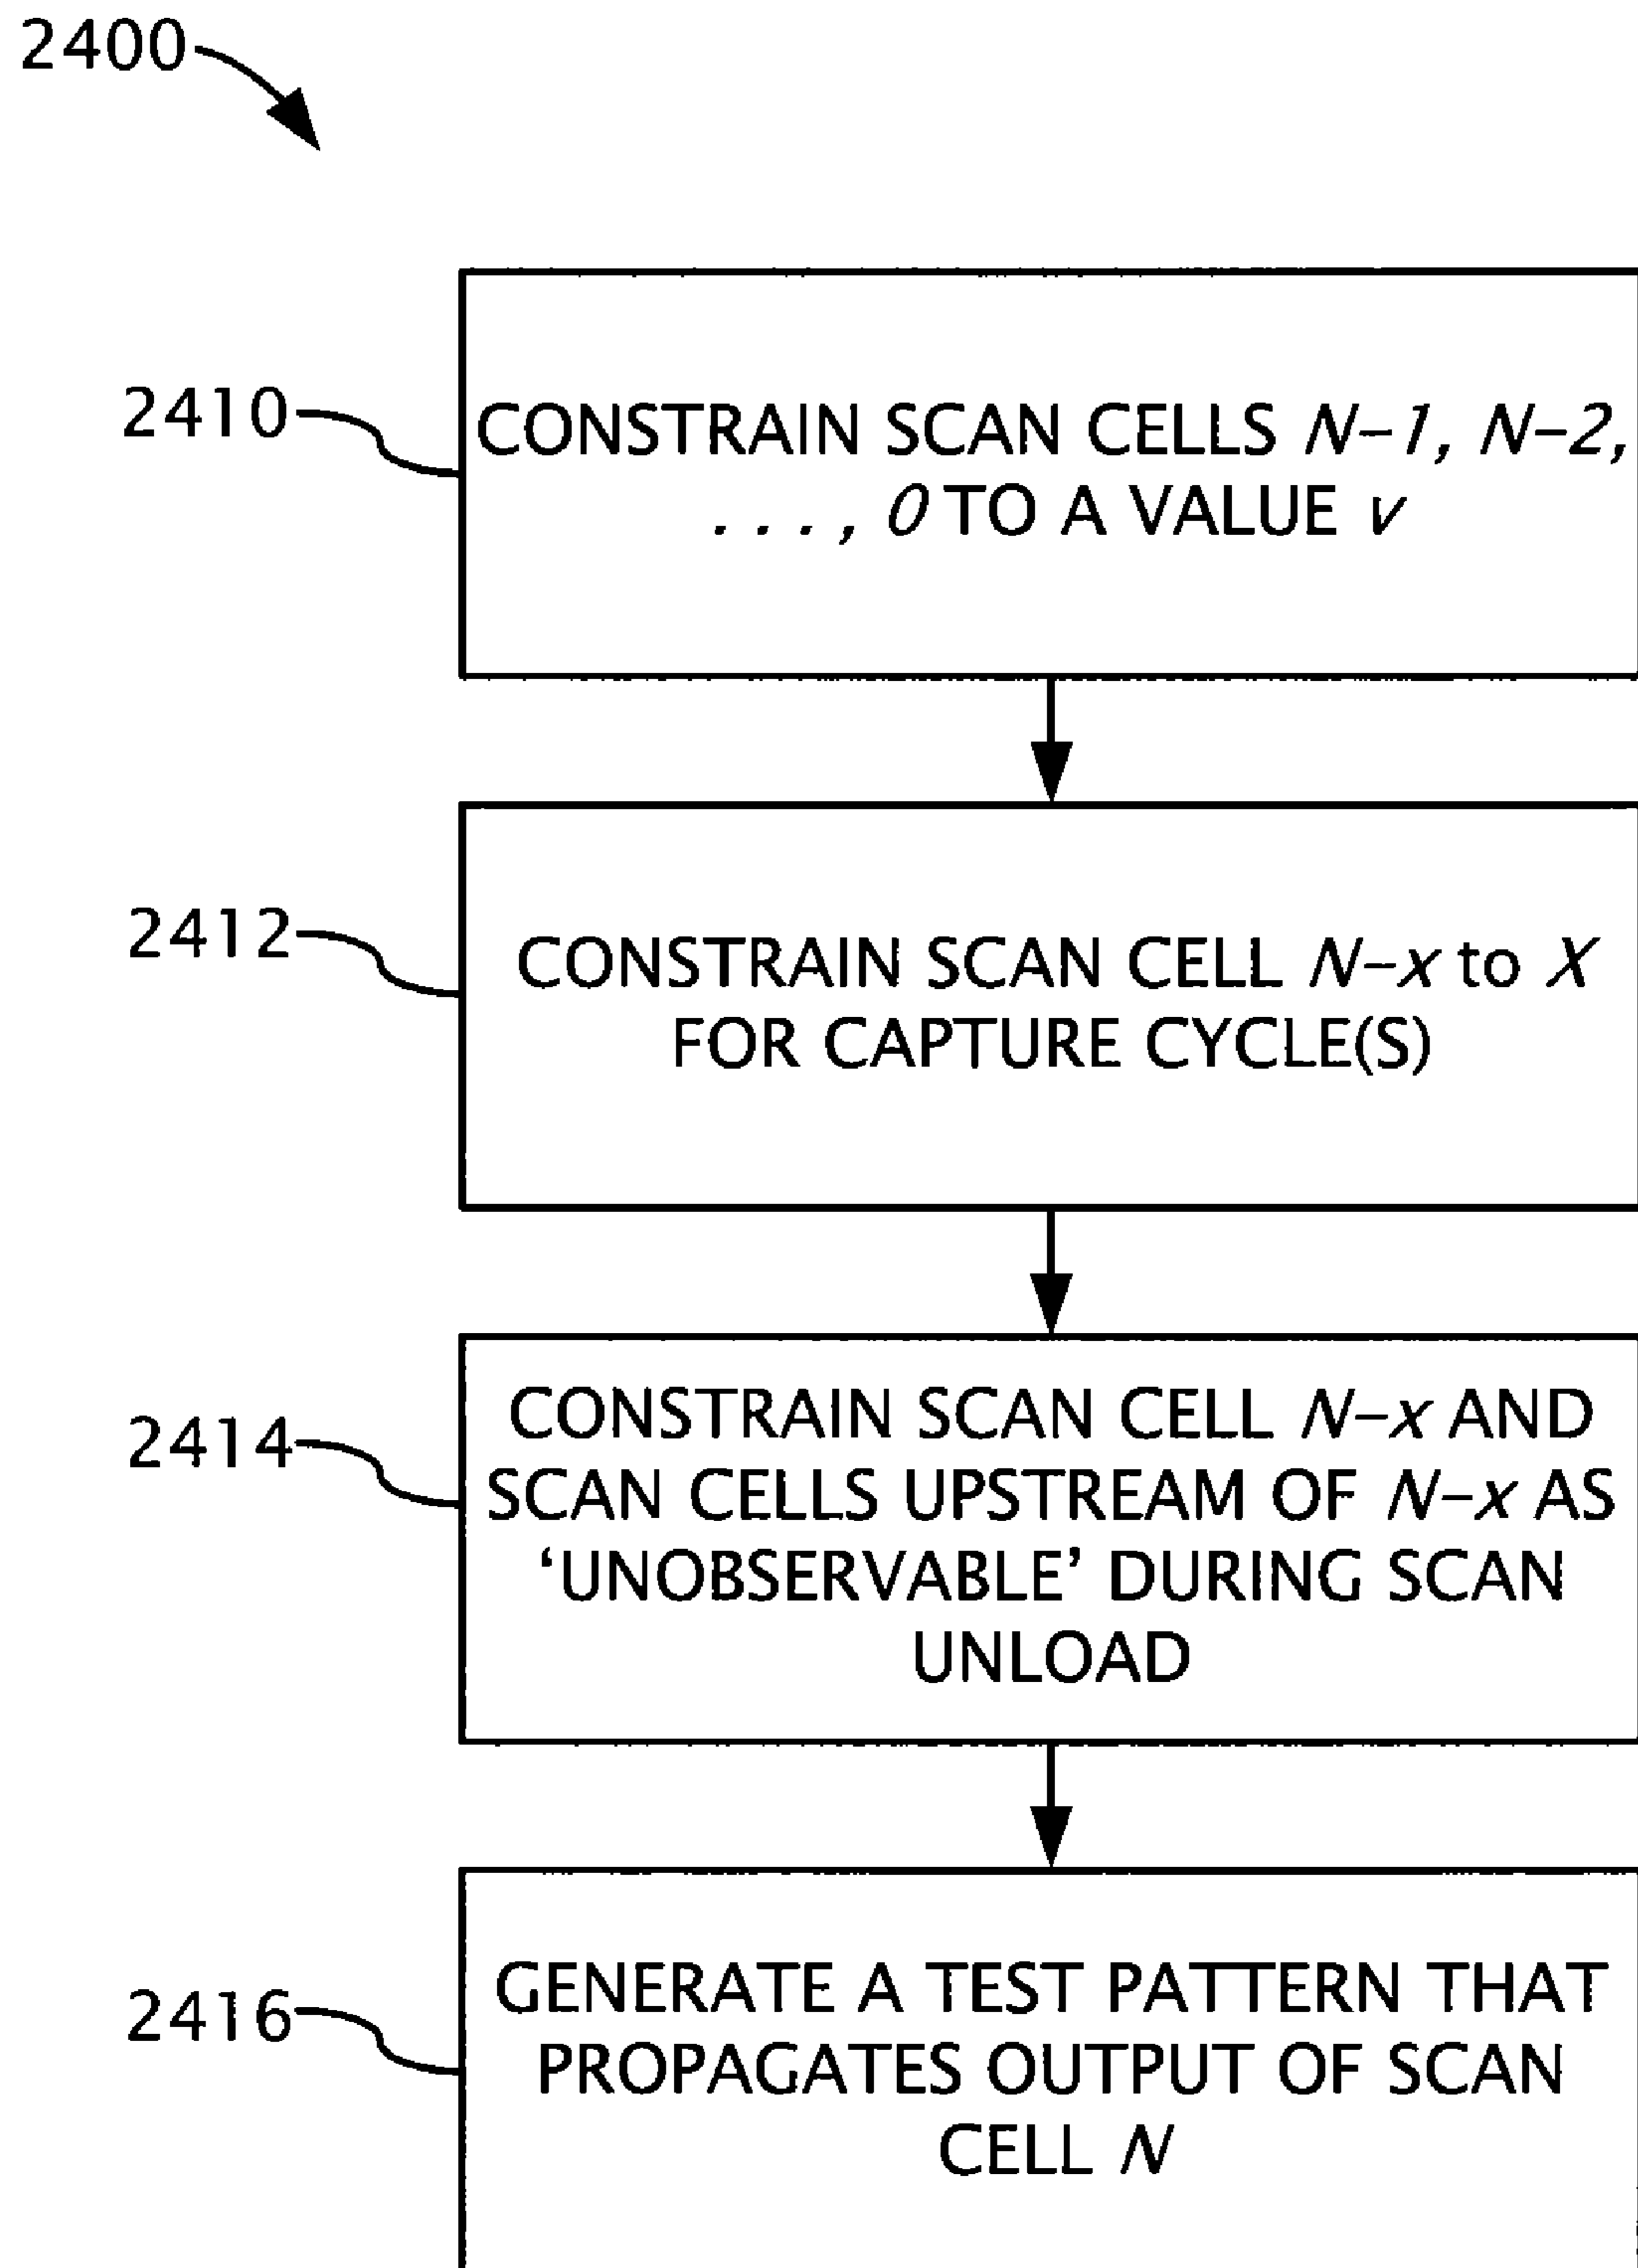 2400
2410
CONSTRAIN SCAN CELLS N-1, N-2,
. . . , 0 TO A VALUE v
2412
CONSTRAIN SCAN CELL N-x to X
FOR CAPTURE CYCLE(S)
2414
CONSTRAIN SCAN CELL N-x AND
SCAN CELLS UPSTREAM OF N-x AS
‘UNOBSERVABLE’ DURING SCAN
UNLOAD
2416
GENERATE A TEST PATTERN THAT
PROPAGATES OUTPUT OF SCAN
CELL N